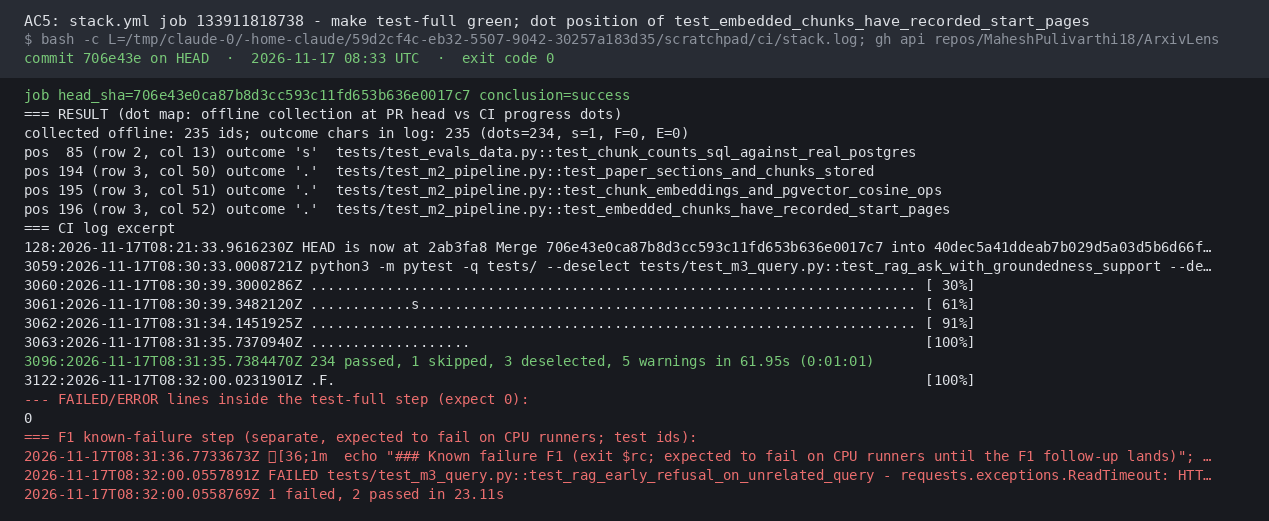 AC5: stack.yml job 133911818738 - make test-full green; dot position of test_embedded_chunks_have_recorded_start_pages
$ bash -c L=/tmp/claude-0/-home-claude/59d2cf4c-eb32-5507-9042-30257a183d35/scratchpad/ci/stack.log; gh api repos/MaheshPulivarthi18/ArxivLens
commit 706e43e on HEAD · 2026-11-17 08:33 UTC · exit code 0
job head_sha=706e43e0ca87b8d3cc593c11fd653b636e0017c7 conclusion=success
=== RESULT (dot map: offline collection at PR head vs CI progress dots)
collected offline: 235 ids; outcome chars in log: 235 (dots=234, s=1, F=0, E=0)
pos  85 (row 2, col 13) outcome 's'  tests/test_evals_data.py::test_chunk_counts_sql_against_real_postgres
pos 194 (row 3, col 50) outcome '.'  tests/test_m2_pipeline.py::test_paper_sections_and_chunks_stored
pos 195 (row 3, col 51) outcome '.'  tests/test_m2_pipeline.py::test_chunk_embeddings_and_pgvector_cosine_ops
pos 196 (row 3, col 52) outcome '.'  tests/test_m2_pipeline.py::test_embedded_chunks_have_recorded_start_pages
=== CI log excerpt
128:2026-11-17T08:21:33.9616230Z HEAD is now at 2ab3fa8 Merge 706e43e0ca87b8d3cc593c11fd653b636e0017c7 into 40dec5a41ddeab7b029d5a03d5b6d66f…
3059:2026-11-17T08:30:33.0008721Z python3 -m pytest -q tests/ --deselect tests/test_m3_query.py::test_rag_ask_with_groundedness_support --de…
3060:2026-11-17T08:30:39.3000286Z ........................................................................ [ 30%]
3061:2026-11-17T08:30:39.3482120Z ............s........................................................... [ 61%]
3062:2026-11-17T08:31:34.1451925Z ........................................................................ [ 91%]
3063:2026-11-17T08:31:35.7370940Z ...................                                                      [100%]
3096:2026-11-17T08:31:35.7384470Z 234 passed, 1 skipped, 3 deselected, 5 warnings in 61.95s (0:01:01)
3122:2026-11-17T08:32:00.0231901Z .F.                                                                      [100%]
--- FAILED/ERROR lines inside the test-full step (expect 0):
0
=== F1 known-failure step (separate, expected to fail on CPU runners; test ids):
2026-11-17T08:31:36.7733673Z [36;1m  echo "### Known failure F1 (exit $rc; expected to fail on CPU runners until the F1 follow-up lands)"; …
2026-11-17T08:32:00.0557891Z FAILED tests/test_m3_query.py::test_rag_early_refusal_on_unrelated_query - requests.exceptions.ReadTimeout: HTT…
2026-11-17T08:32:00.0558769Z 1 failed, 2 passed in 23.11s